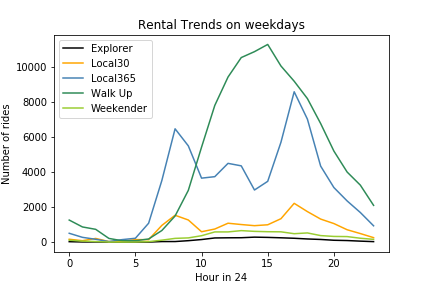 Rental Trends on weekdays
Explorer
Local30
Local365
Walk Up
Weekender
Number of rides
10000
8000
6000
4000
2000
0
0 5 10 15 20
Hour in 24